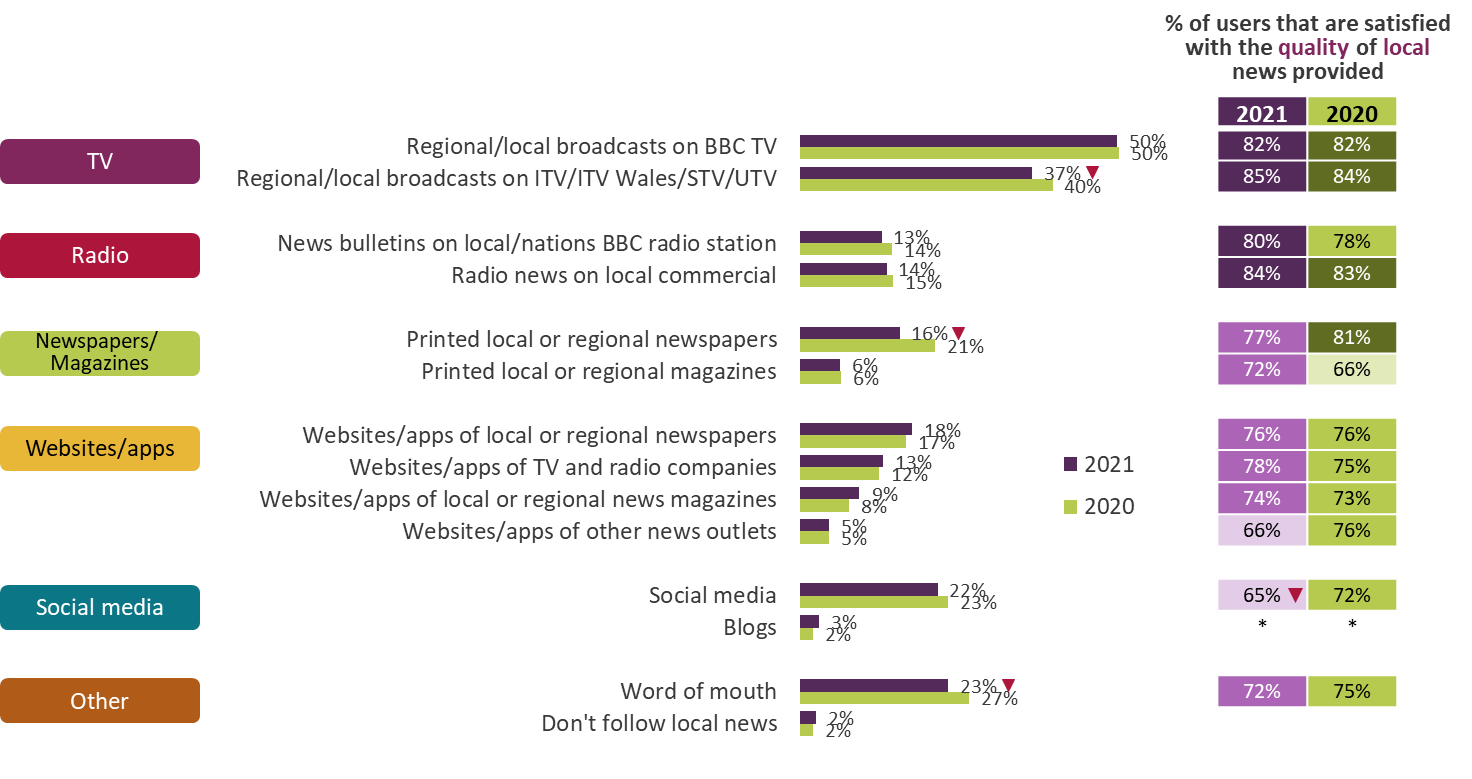 % of users that are satisfied
with the quality of local
news provided
2021 2020
TV
Regional/local broadcasts on BBC TV 50% 50% 82% 82%
Regional/local broadcasts on ITV/ITV Wales/STV/UTV 37% ▼ 40% 85% 84%
Radio
News bulletins on local/nations BBC radio station 13% 14% 80% 78%
Radio news on local commercial 14% 15% 84% 83%
Newspapers/
Magazines
Printed local or regional newspapers 16% ▼ 21% 77% 81%
Printed local or regional magazines 6% 6% 72% 66%
Websites/apps
Websites/apps of local or regional newspapers 18% 17% 76% 76%
Websites/apps of TV and radio companies 13% 12% 78% 75%
Websites/apps of local or regional news magazines 9% 8% 74% 73%
Websites/apps of other news outlets 5% 5% 66% 76%
2021
2020
Social media
Social media 22% 23% 65% ▼ 72%
Blogs 3% 2% * *
Other
Word of mouth 23% ▼ 27% 72% 75%
Don't follow local news 2% 2%